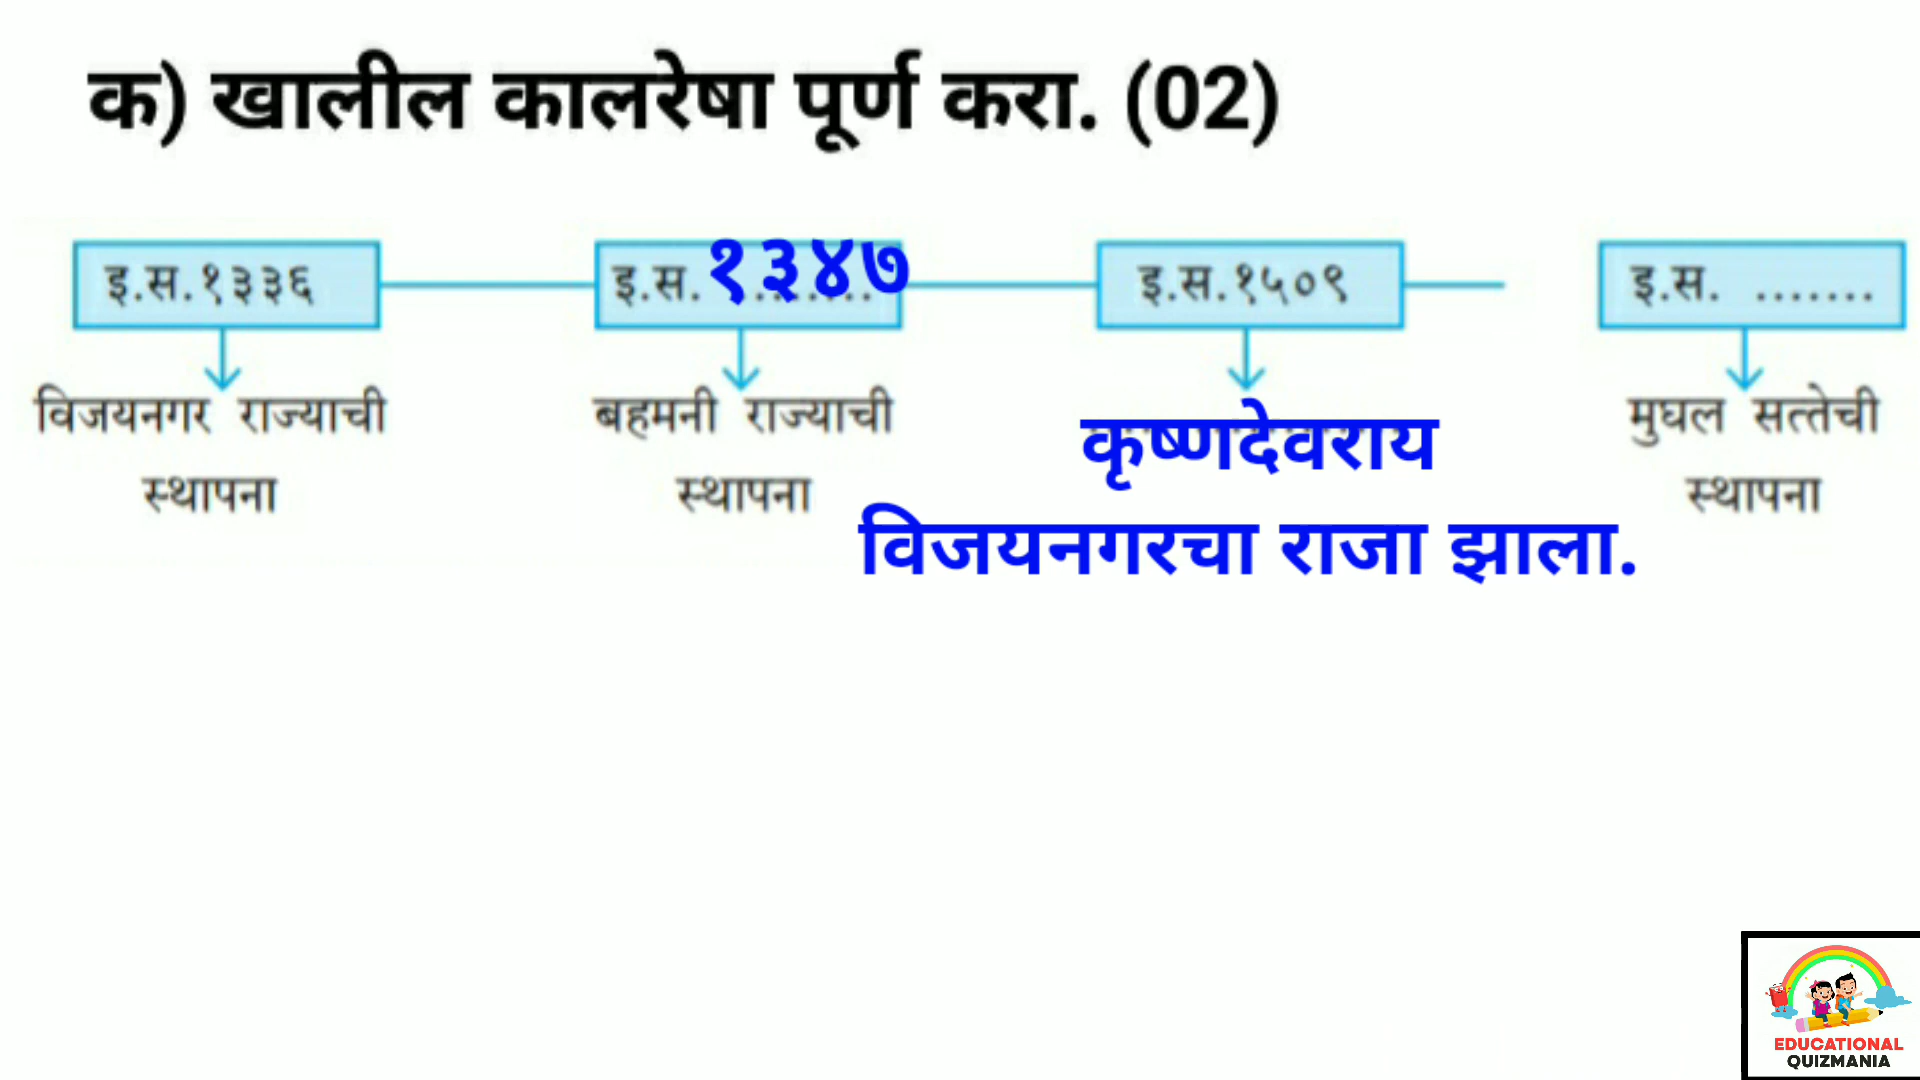 क) खालील कालरेषा पूर्ण करा. (02)
इ.स.१३३६
इ.स. १३४७
इ.स.१५०९
इ.स. .......
विजयनगर राज्याची
स्थापना
बहमनी राज्याची
स्थापना
कृष्णदेवराय
विजयनगरचा राजा झाला.
मुघल सत्तेची
स्थापना
EDUCATIONAL
QUIZMANIA